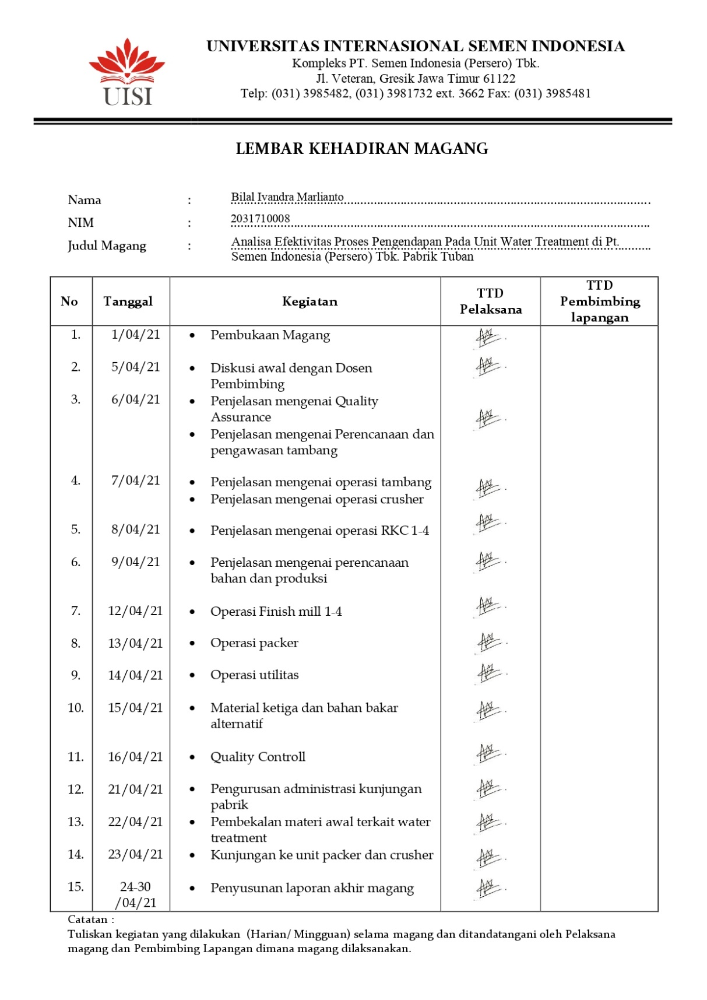 UISI
UNIVERSITAS INTERNASIONAL SEMEN INDONESIA
Kompleks PT. Semen Indonesia (Persero) Tbk.
Jl. Veteran, Gresik Jawa Timur 61122
Telp: (031) 3985482, (031) 3981732 ext. 3662 Fax: (031) 3985481
LEMBAR KEHADIRAN MAGANG
Nama : Bilal Ivandra Marlianto
NIM : 2031710008
Judul Magang : Analisa Efektivitas Proses Pengendapan Pada Unit Water Treatment di Pt.
Semen Indonesia (Persero) Tbk. Pabrik Tuban
No Tanggal Kegiatan TTD Pelaksana TTD Pembimbing lapangan
1. 1/04/21 • Pembukaan Magang
2. 5/04/21 • Diskusi awal dengan Dosen
Pembimbing
3. 6/04/21 • Penjelasan mengenai Quality
Assurance
• Penjelasan mengenai Perencanaan dan
pengawasan tambang
4. 7/04/21 • Penjelasan mengenai operasi tambang
• Penjelasan mengenai operasi crusher
5. 8/04/21 • Penjelasan mengenai operasi RKC 1-4
6. 9/04/21 • Penjelasan mengenai perencanaan
bahan dan produksi
7. 12/04/21 • Operasi Finish mill 1-4
8. 13/04/21 • Operasi packer
9. 14/04/21 • Operasi utilitas
10. 15/04/21 • Material ketiga dan bahan bakar
alternatif
11. 16/04/21 • Quality Controll
12. 21/04/21 • Pengurusan administrasi kunjungan
pabrik
13. 22/04/21 • Pembekalan materi awal terkait water
treatment
14. 23/04/21 • Kunjungan ke unit packer dan crusher
15. 24-30 • Penyusunan laporan akhir magang
/04/21
Catatan :
Tuliskan kegiatan yang dilakukan (Harian/ Mingguan) selama magang dan ditandatangani oleh Pelaksana
magang dan Pembimbing Lapangan dimana magang dilaksanakan.